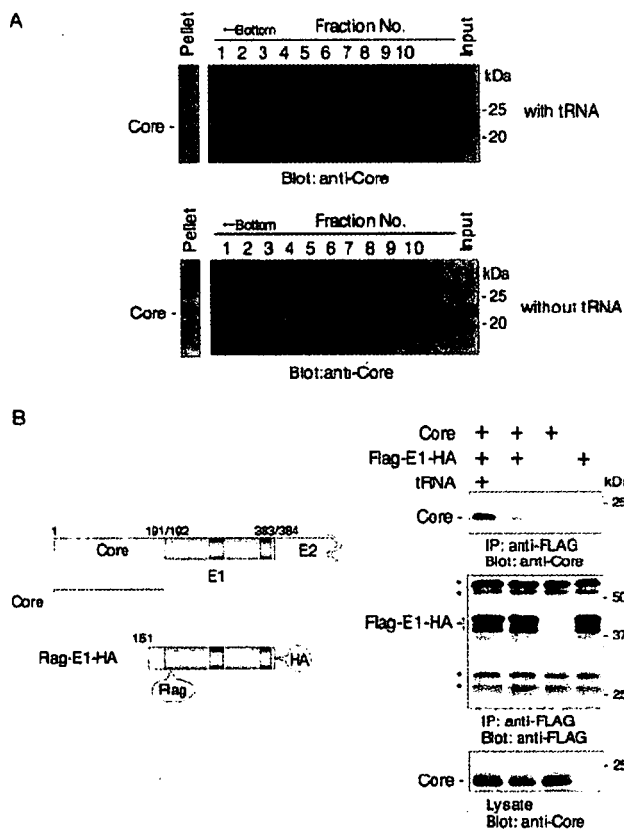 A
Pellet
←Bottom Fraction No. Input
1 2 3 4 5 6 7 8 9 10
kDa
Core -
- 25
- 20
with tRNA
Blot: anti-Core
Pellet
←Bottom Fraction No. Input
1 2 3 4 5 6 7 8 9 10
kDa
Core -
- 25
- 20
without tRNA
Blot:anti-Core
B
Core + + +
Flag-E1-HA + + +
tRNA +
kDa
25
Core -
IP: anti-FLAG
Blot: anti-Core
1 191/192 383/384
Core E2
E1
Core
151
Flag-E1-HA
HA
Flag
50
Flag-E1-HA
37
25
IP: anti-FLAG
Blot: anti-FLAG
25
Core -
Lysate
Blot: anti-Core